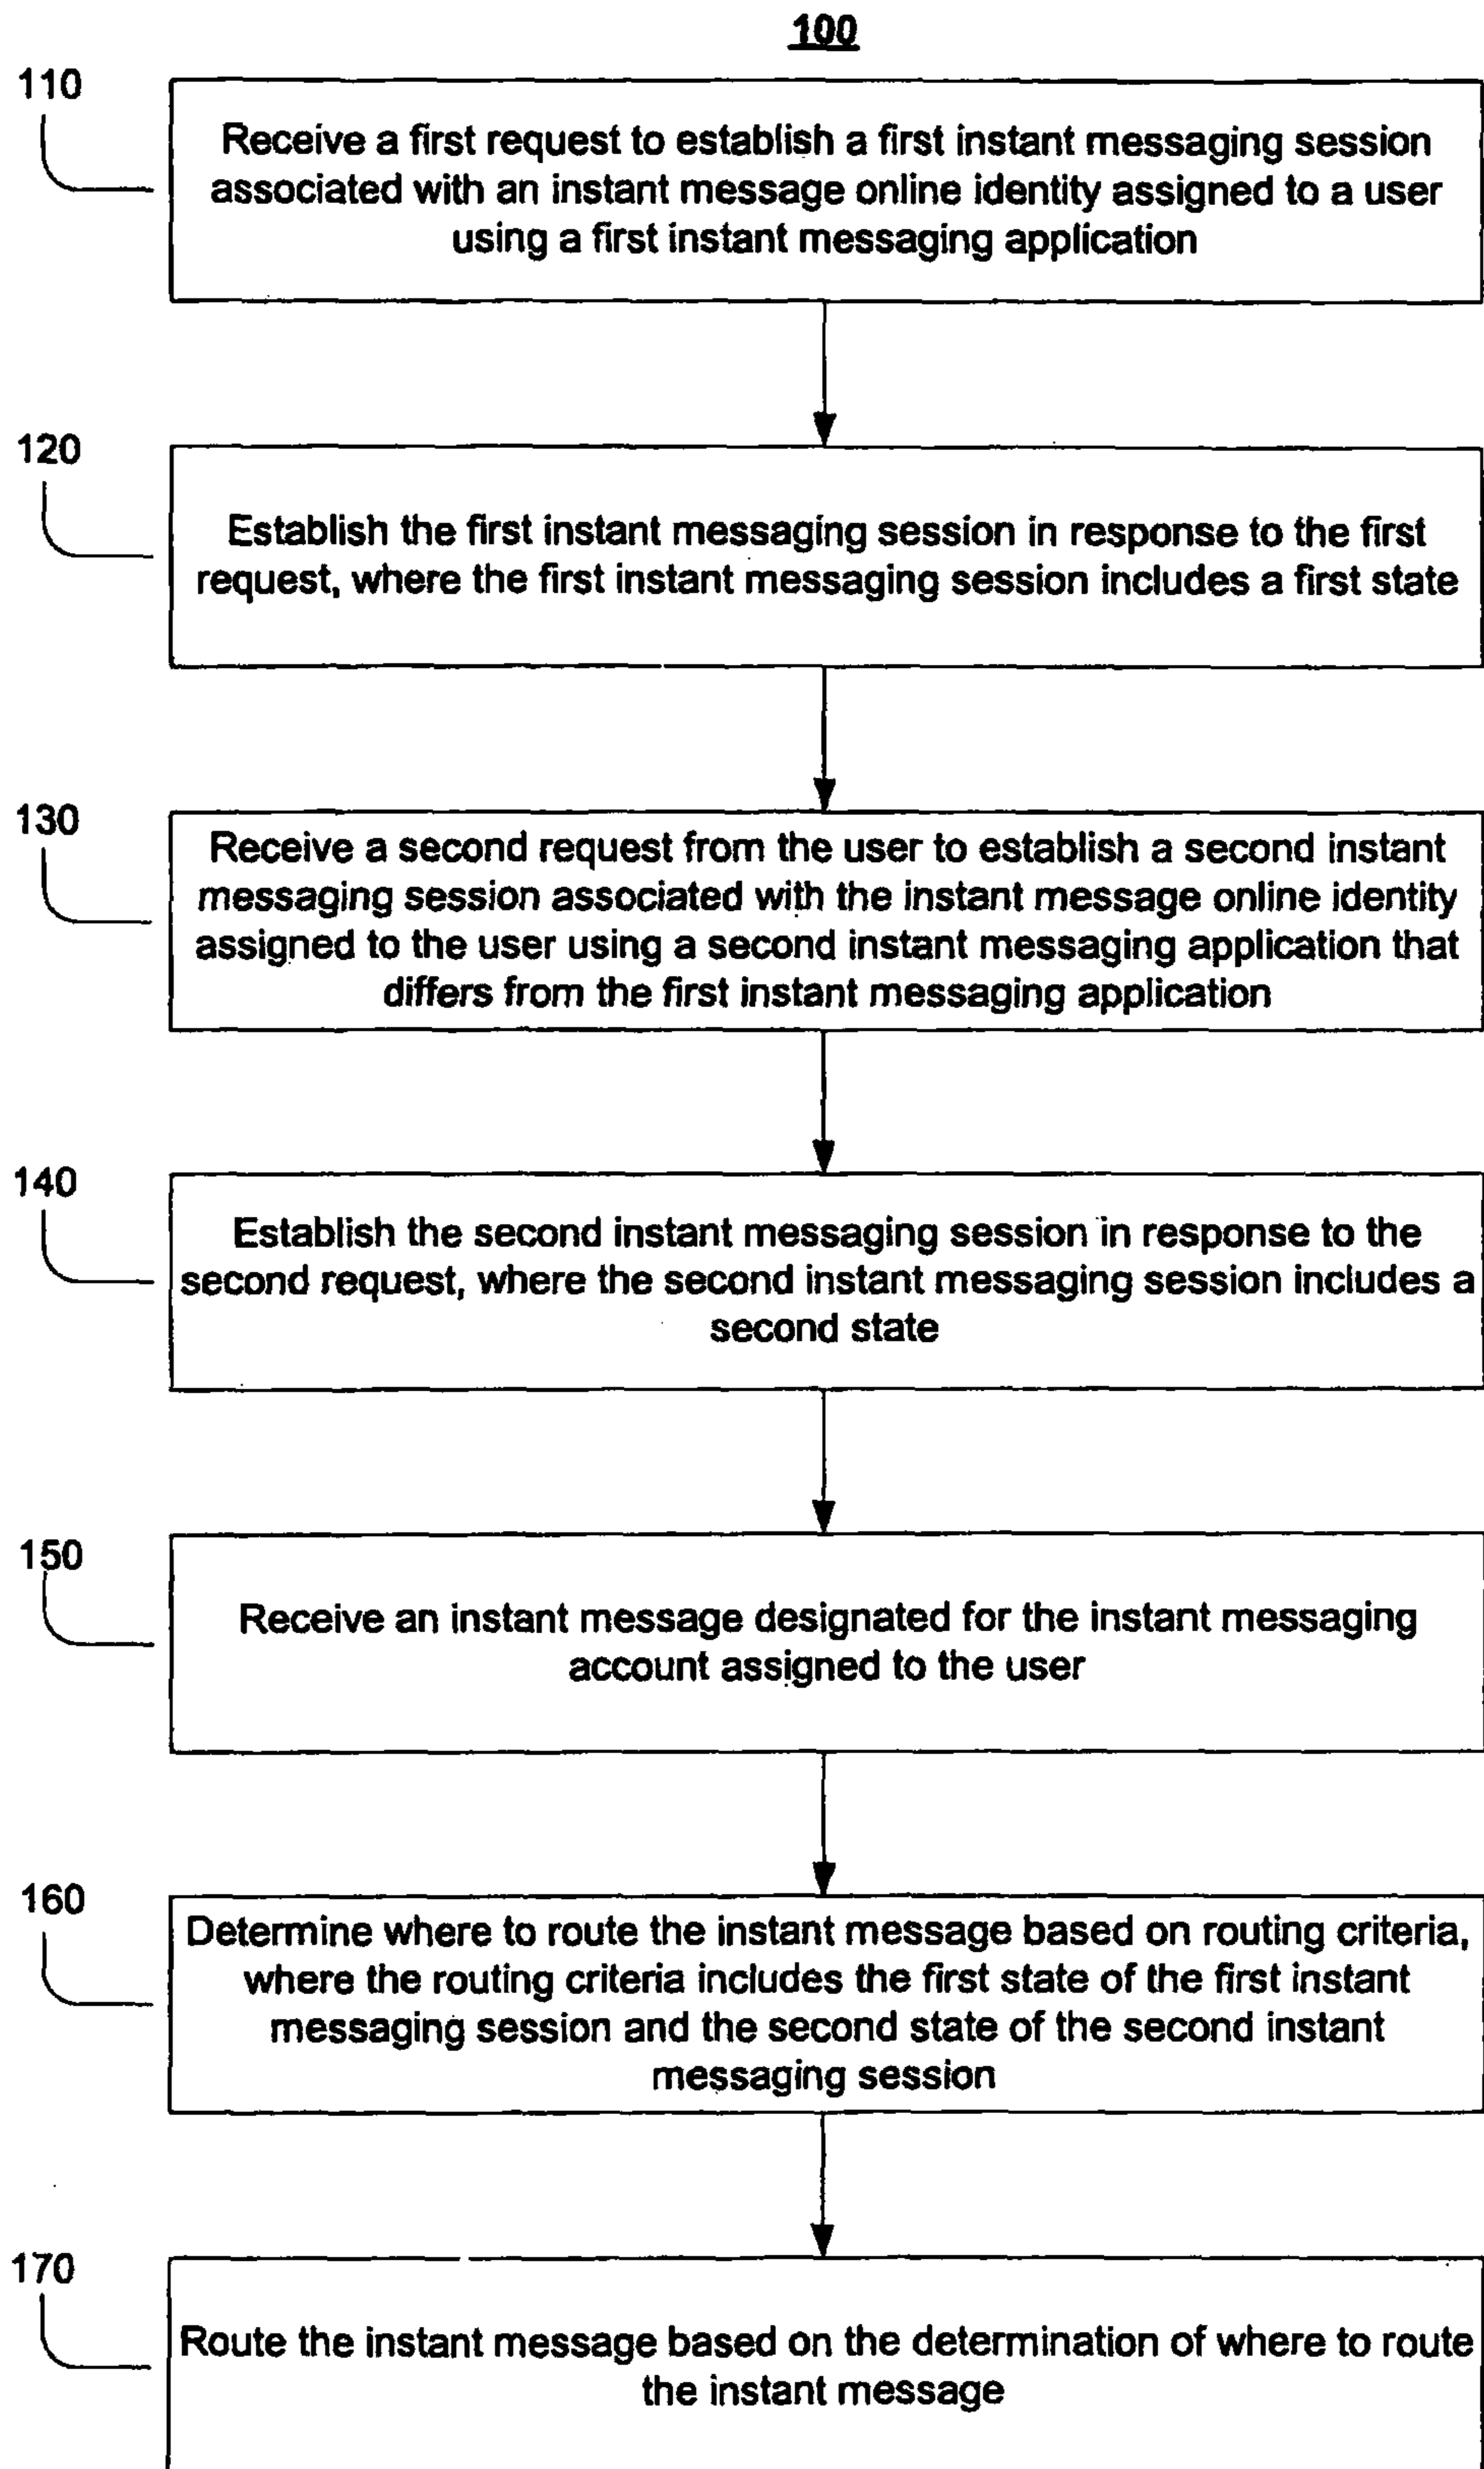 100
110
Receive a first request to establish a first instant messaging session
associated with an instant message online identity assigned to a user
using a first instant messaging application
120
Establish the first instant messaging session in response to the first
request, where the first instant messaging session includes a first state
130
Receive a second request from the user to establish a second instant
messaging session associated with the instant message online identity
assigned to the user using a second instant messaging application that
differs from the first instant messaging application
140
Establish the second instant messaging session in response to the
second request, where the second instant messaging session includes a
second state
150
Receive an instant message designated for the instant messaging
account assigned to the user
160
Determine where to route the instant message based on routing criteria,
where the routing criteria includes the first state of the first instant
messaging session and the second state of the second instant
messaging session
170
Route the instant message based on the determination of where to route
the instant message